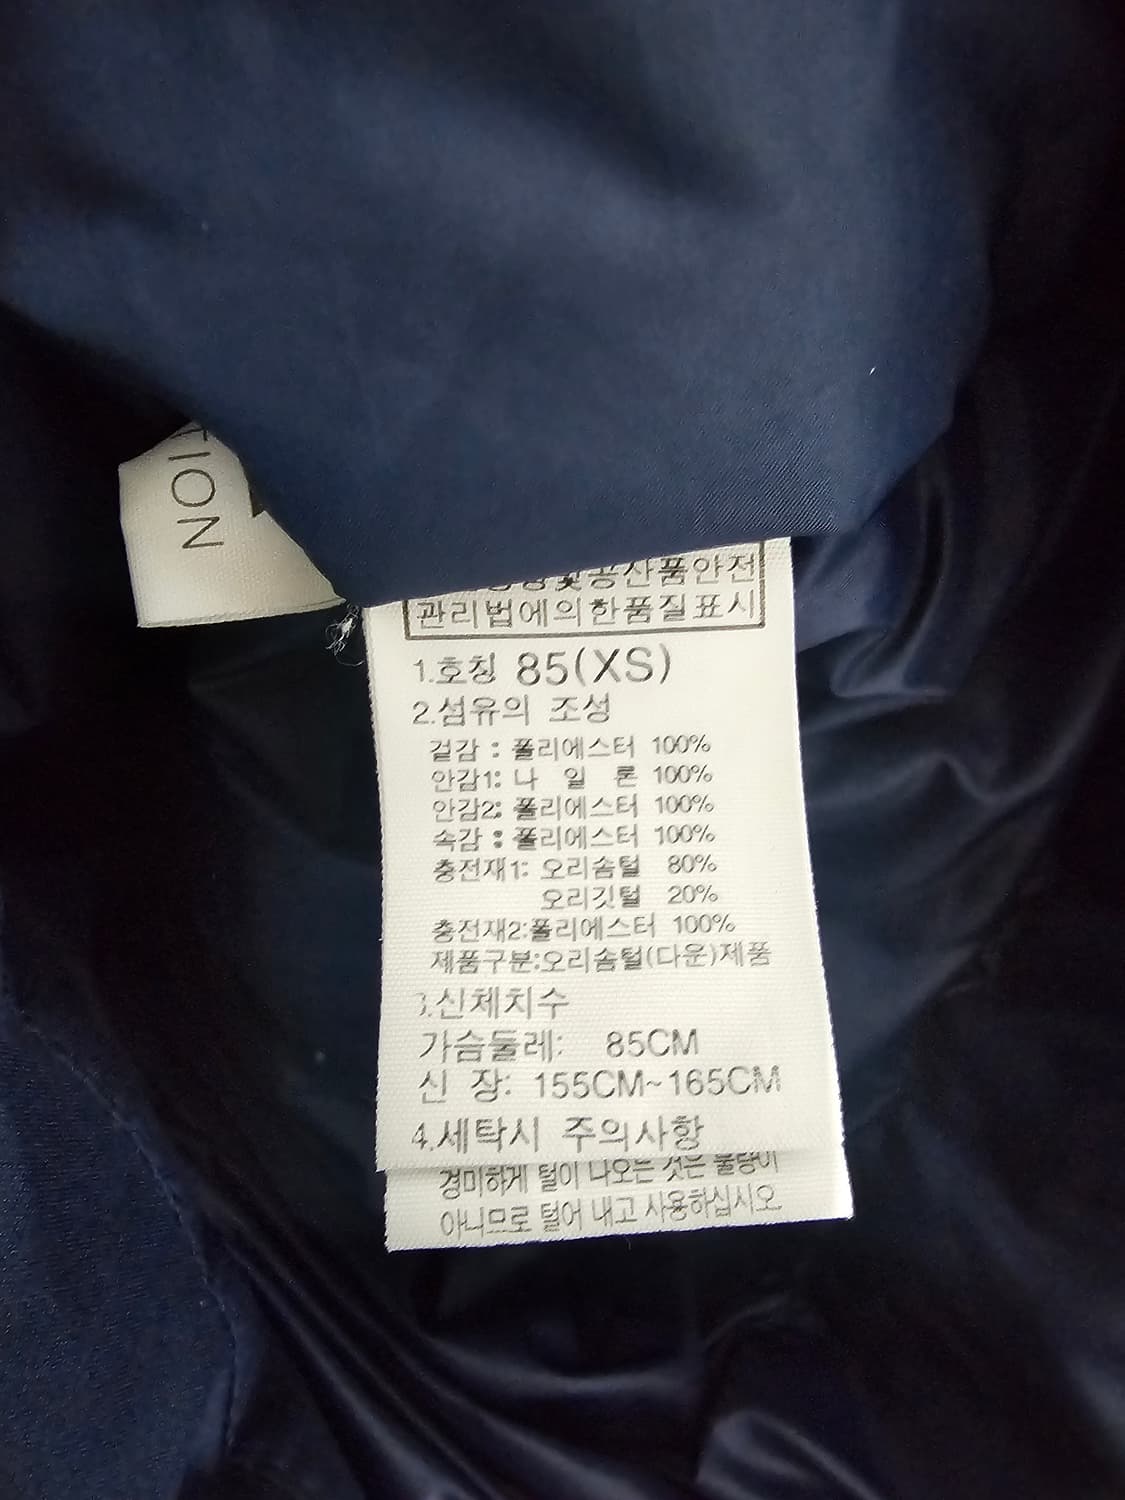 ION
및공산품안전
관리법에의한품질표시
1.호칭 85(XS)
2.섬유의 조성
겉감 : 폴리에스터 100%
안감1: 나 일 론 100%
안감2: 폴리에스터 100%
속감 : 폴리에스터 100%
충전재1: 오리솜털 80%
오리깃털 20%
충전재2:폴리에스터 100%
제품구분:오리솜털(다운)제품
3.신체치수
가슴둘레: 85CM
신 장: 155CM~165CM
4.세탁시 주의사항
경미하게 털이 나오는 것은 불량이
아니므로 털어 내고 사용하십시오